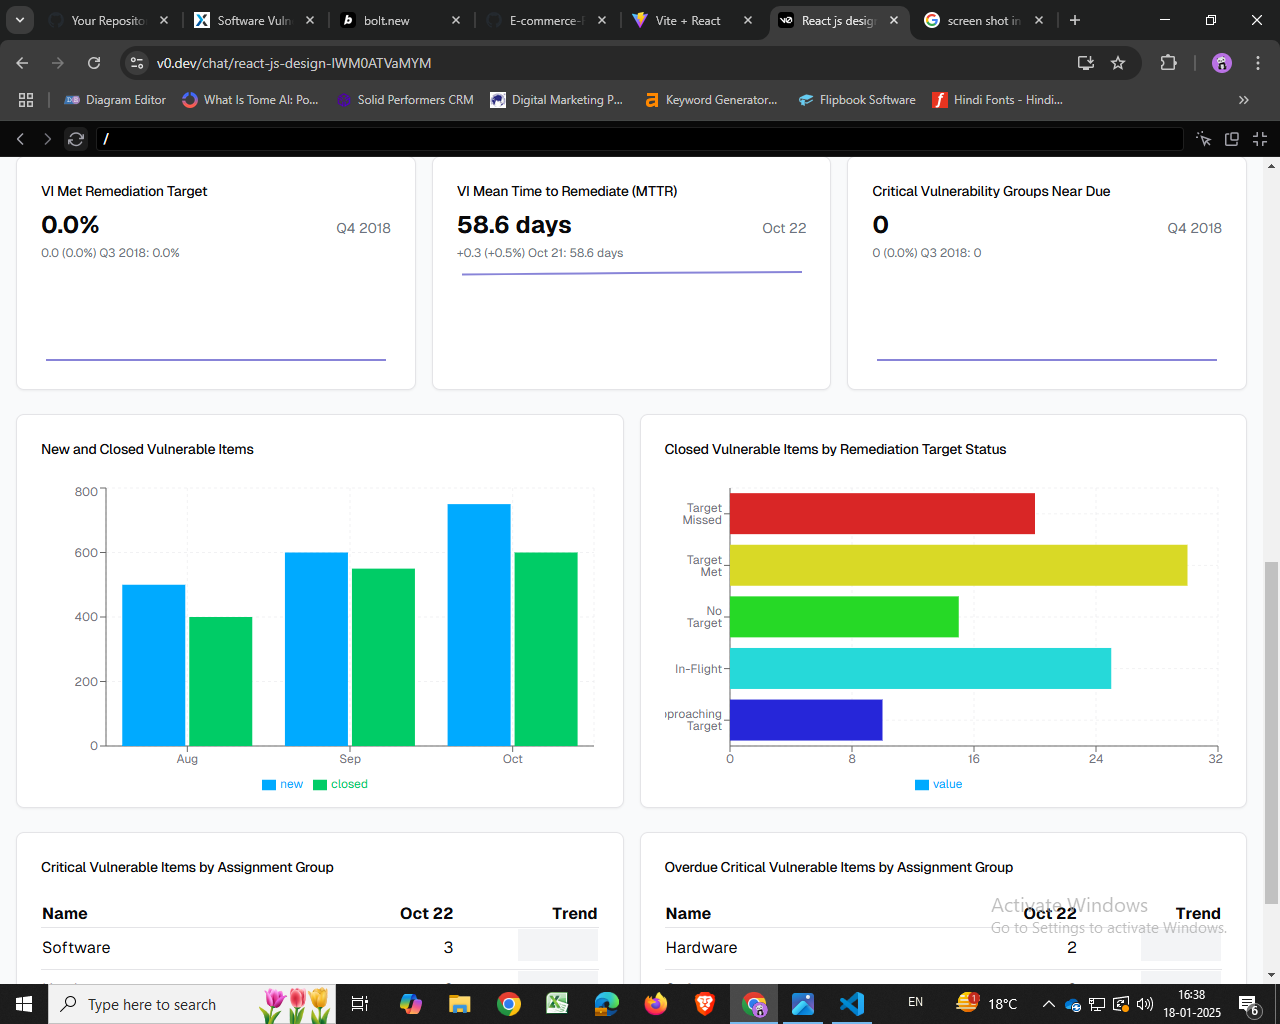 Your Reposito
Software Vuln
bolt.new
E-commerce-
Vite + React
React js desig
screen shot in
v0.dev/chat/react-js-design-IWM0ATVaMYM
Diagram Editor
What Is Tome AI: Po...
Solid Performers CRM
Digital Marketing P...
Keyword Generator...
Flipbook Software
Hindi Fonts - Hindi...
/
VI Met Remediation Target
0.0%
Q4 2018
0.0 (0.0%) Q3 2018: 0.0%
VI Mean Time to Remediate (MTTR)
58.6 days
Oct 22
+0.3 (+0.5%) Oct 21: 58.6 days
Critical Vulnerability Groups Near Due
0
Q4 2018
0 (0.0%) Q3 2018: 0
New and Closed Vulnerable Items
800
600
400
200
0
Aug Sep Oct
new closed
Closed Vulnerable Items by Remediation Target Status
Target
Missed
Target
Met
No
Target
In-Flight
pproaching
Target
0 8 16 24 32
value
Critical Vulnerable Items by Assignment Group
Name Oct 22 Trend
Software 3
Overdue Critical Vulnerable Items by Assignment Group
Name Oct 22 Trend
Hardware 2
Activate Windows
Go to Settings to activate Windows.
Type here to search
EN
1
18°C
16:38
18-01-2025
6